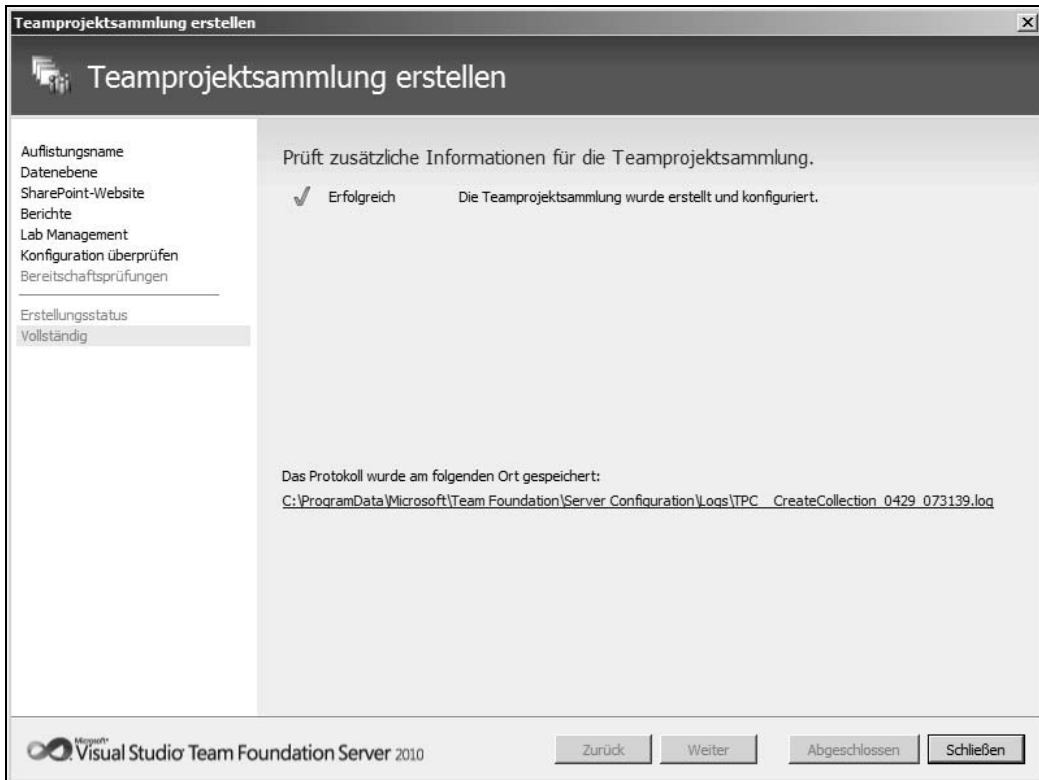 Teamprojektsammlung erstellen
Teamprojektsammlung erstellen
Auflistungsname
Datenebene
SharePoint-Website
Berichte
Lab Management
Konfiguration überprüfen
Bereitschaftsprüfungen
Erstellungsstatus
Vollständig
Prüft zusätzliche Informationen für die Teamprojektsammlung.
Erfolgreich Die Teamprojektsammlung wurde erstellt und konfiguriert.
Das Protokoll wurde am folgenden Ort gespeichert:
C:\ProgramData\Microsoft\Team Foundation\Server Configuration\Logs\TPC__CreateCollection_0429_073139.log
Microsoft
Visual Studio Team Foundation Server 2010
Zurück Weiter Abgeschlossen Schließen